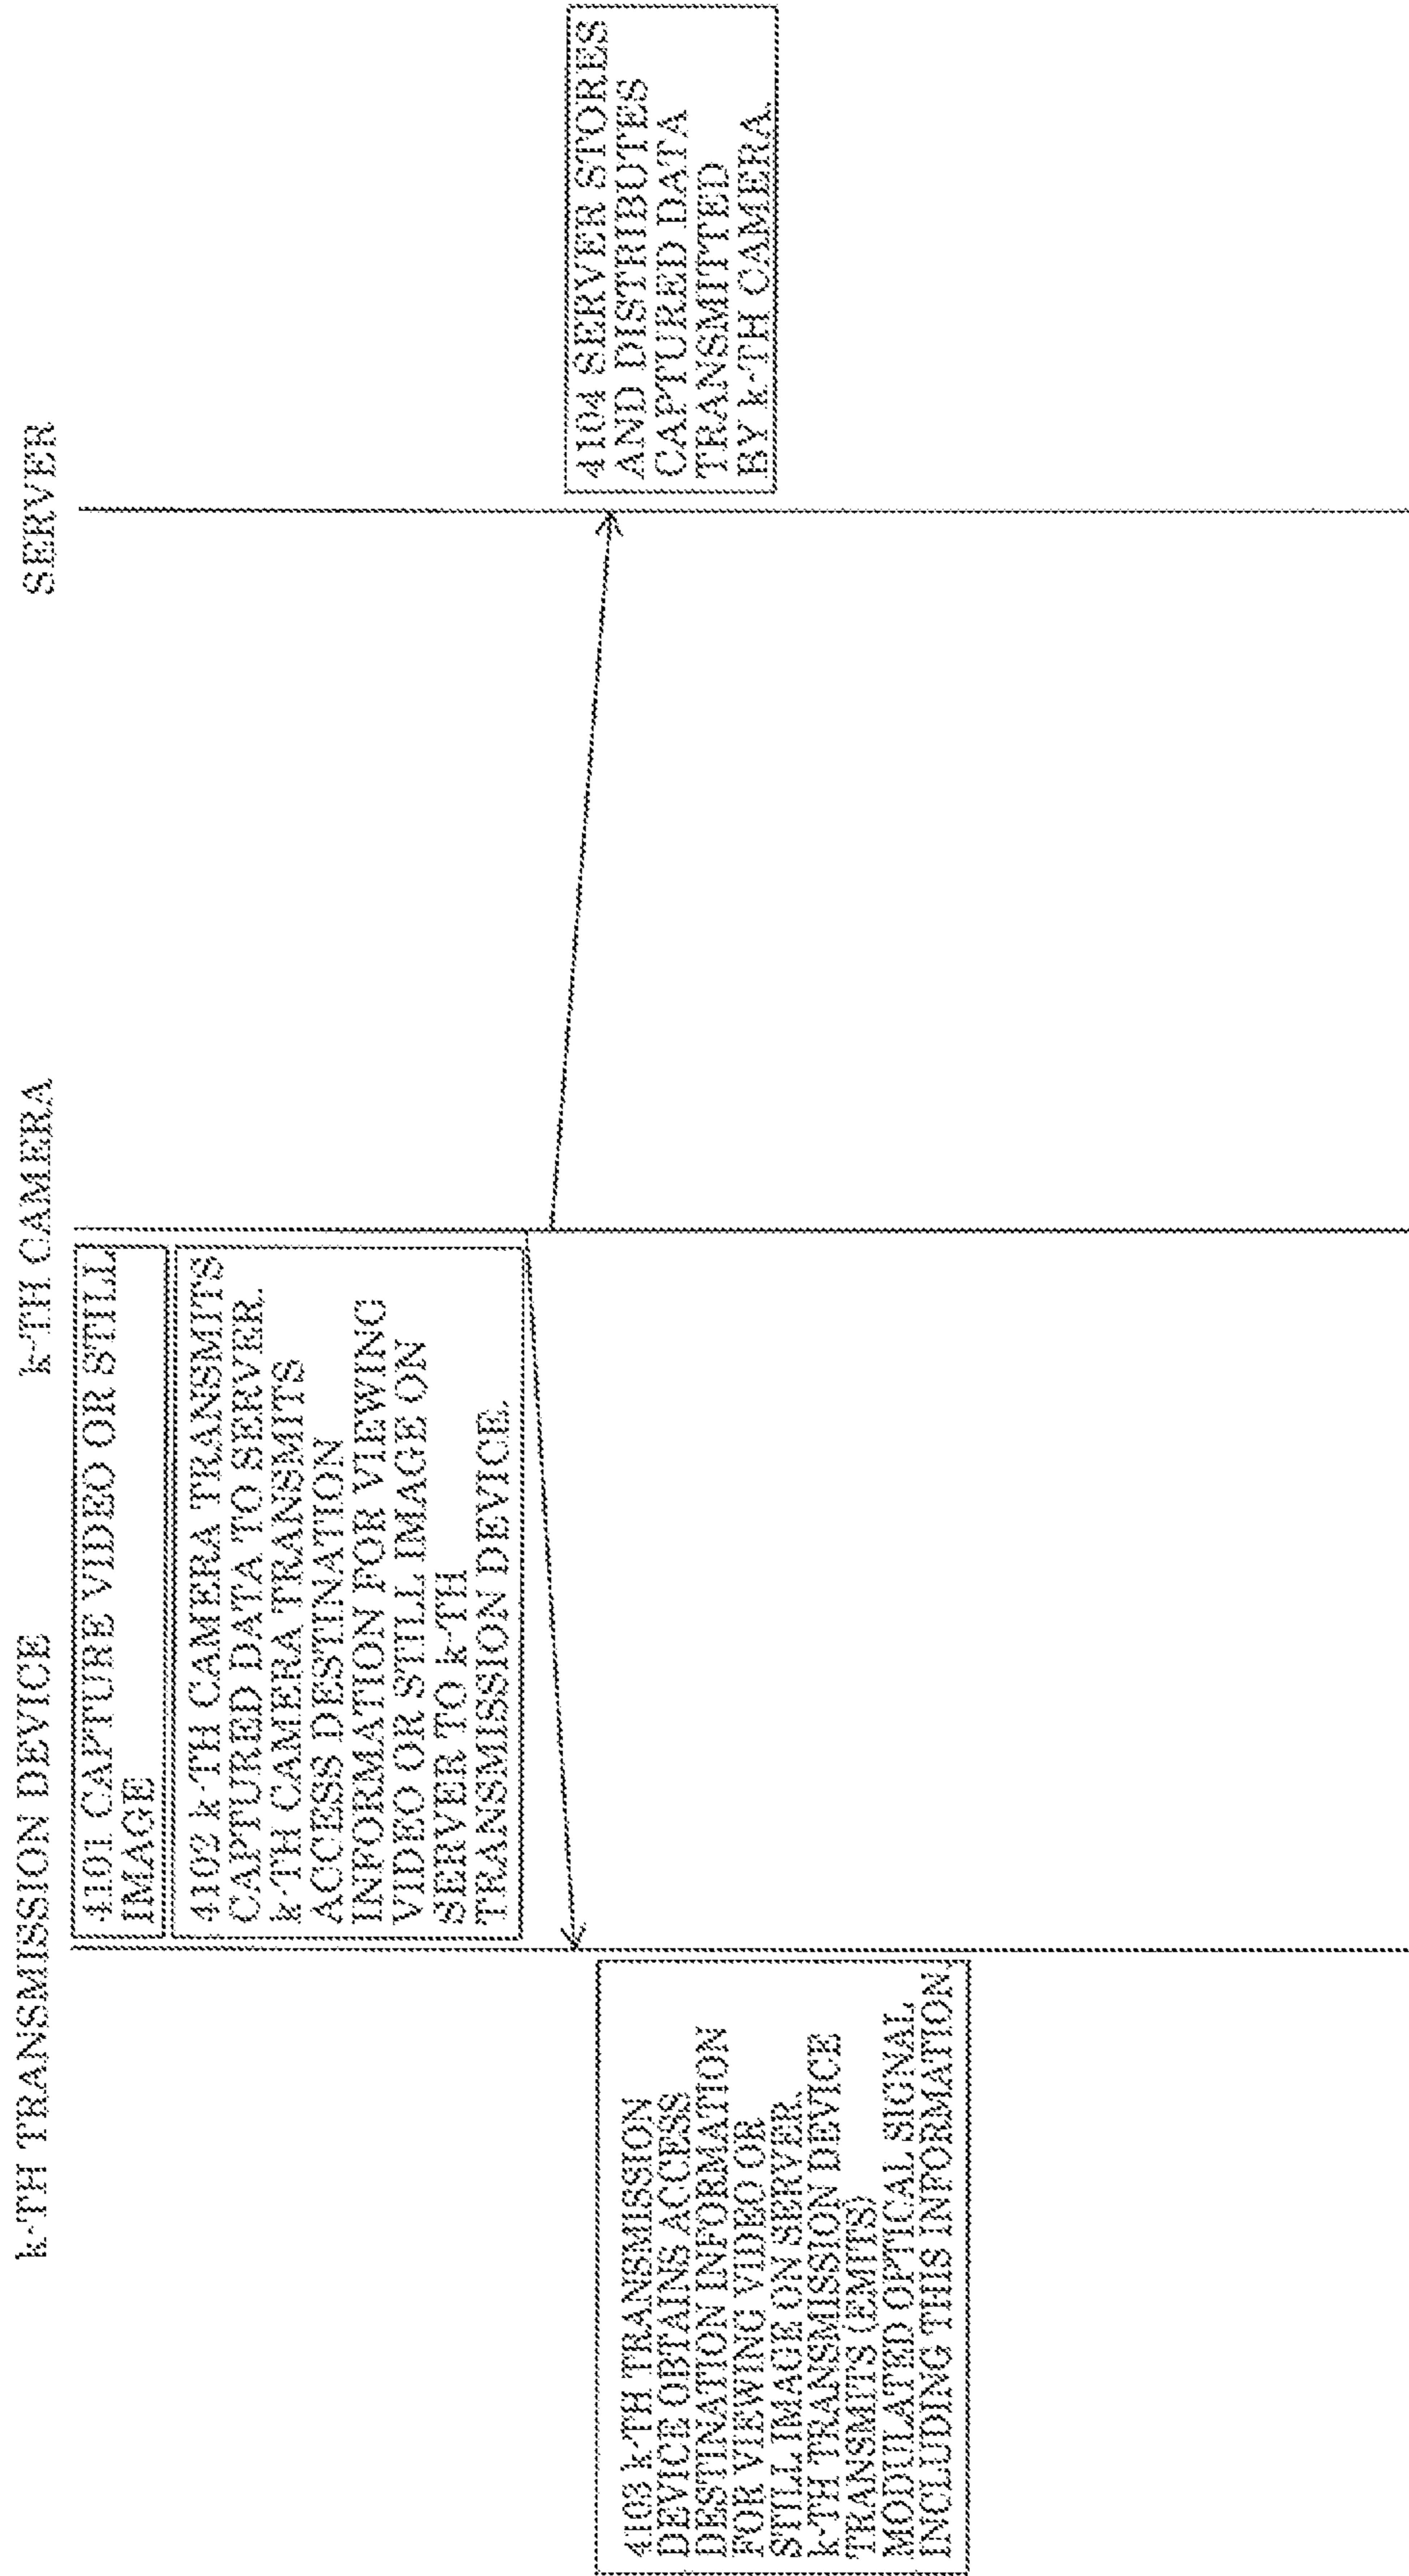 k-TH TRANSMISSION DEVICE
k-TH CAMERA
SERVER
4101 CAPTURE VIDEO OR STILL
IMAGE
4102 k-TH CAMERA TRANSMITS
CAPTURED DATA TO SERVER.
k-TH CAMERA TRANSMITS
ACCESS DESTINATION
INFORMATION FOR VIEWING
VIDEO OR STILL IMAGE ON
SERVER TO k-TH
TRANSMISSION DEVICE.
4103 k-TH TRANSMISSION
DEVICE OBTAINS ACCESS
DESTINATION INFORMATION
FOR VIEWING VIDEO OR
STILL IMAGE ON SERVER.
k-TH TRANSMISSION DEVICE
TRANSMITS (EMITS)
MODULATED OPTICAL SIGNAL
INCLUDING THIS INFORMATION.
4104 SERVER STORES
AND DISTRIBUTES
CAPTURED DATA
TRANSMITTED
BY k-TH CAMERA.